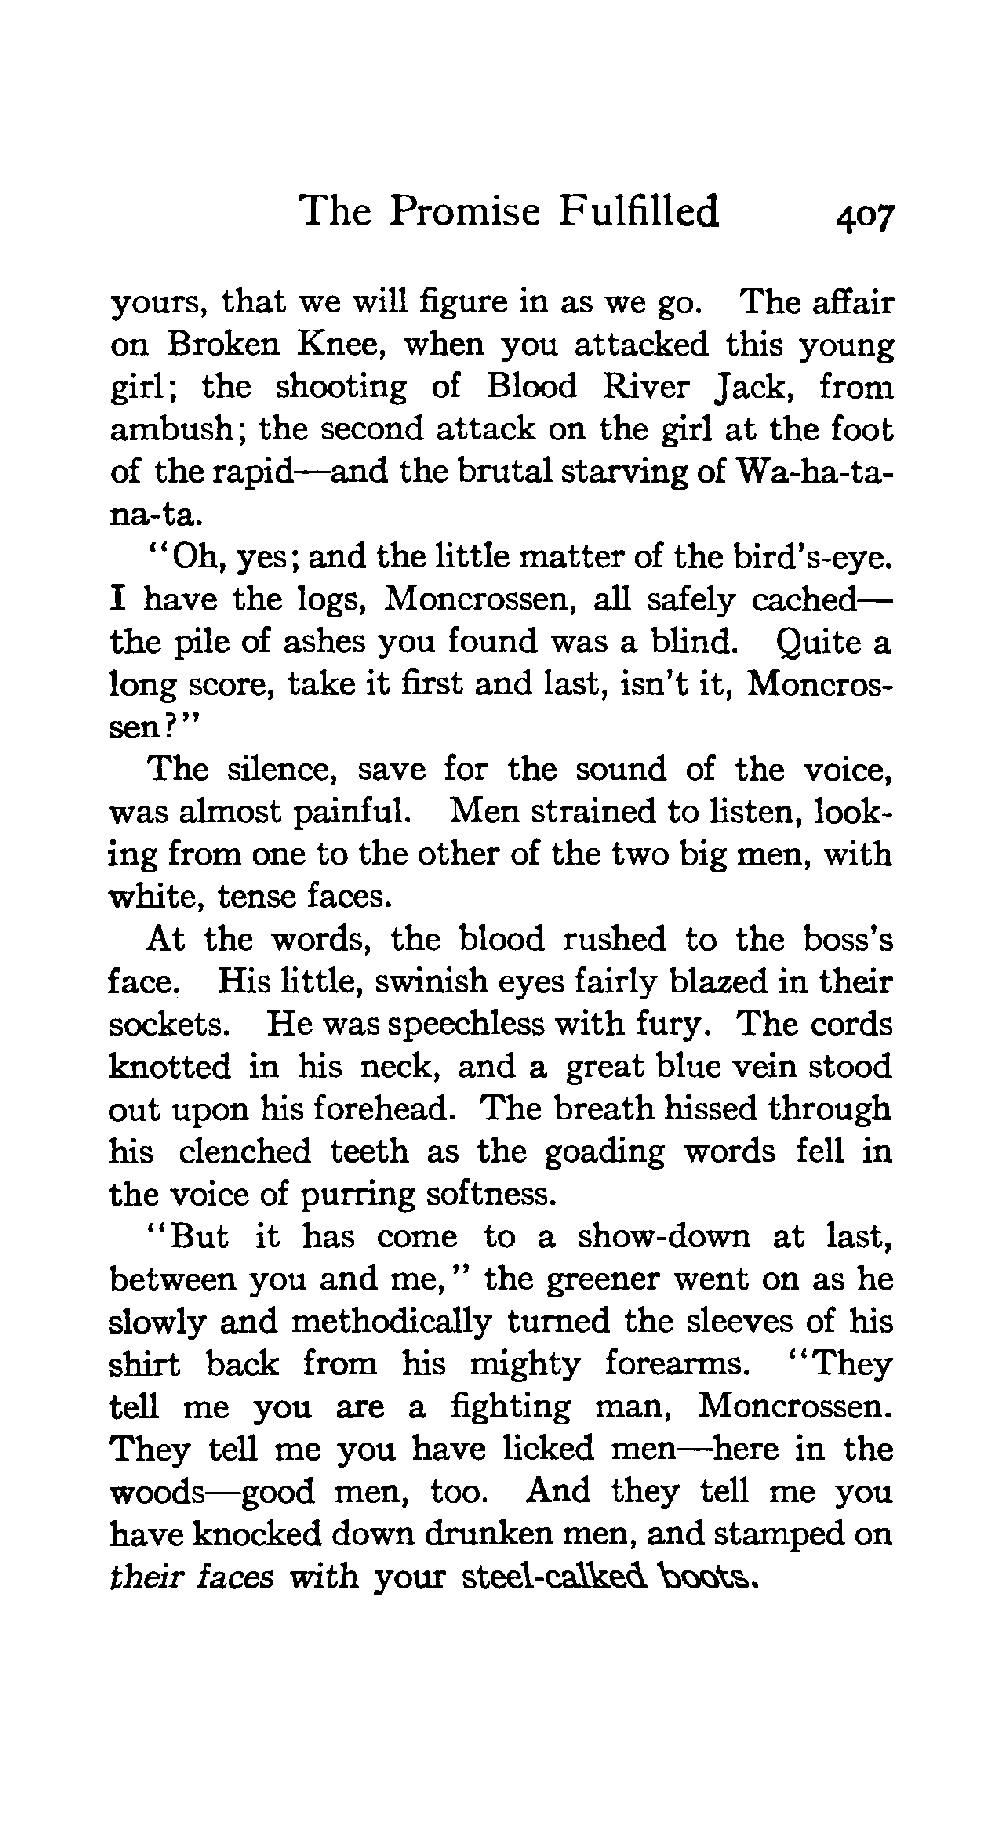 The Promise Fulfilled 407
yours, that we will figure in as we go. The affair
on Broken Knee, when you attacked this young
girl; the shooting of Blood River Jack, from
ambush; the second attack on the girl at the foot
of the rapid—and the brutal starving of Wa-ha-ta-
na-ta.
"Oh, yes; and the little matter of the bird's-eye.
I have the logs, Moncrossen, all safely cached—
the pile of ashes you found was a blind. Quite a
long score, take it first and last, isn't it, Moncros-
sen?"
The silence, save for the sound of the voice,
was almost painful. Men strained to listen, look-
ing from one to the other of the two big men, with
white, tense faces.
At the words, the blood rushed to the boss's
face. His little, swinish eyes fairly blazed in their
sockets. He was speechless with fury. The cords
knotted in his neck, and a great blue vein stood
out upon his forehead. The breath hissed through
his clenched teeth as the goading words fell in
the voice of purring softness.
"But it has come to a show-down at last,
between you and me," the greener went on as he
slowly and methodically turned the sleeves of his
shirt back from his mighty forearms. "They
tell me you are a fighting man, Moncrossen.
They tell me you have licked men—here in the
woods—good men, too. And they tell me you
have knocked down drunken men, and stamped on
their faces with your steel-calked boots.